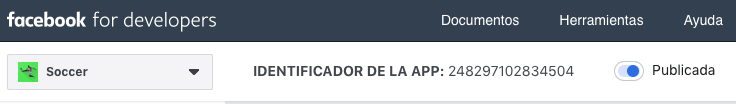 facebook for developers
Documentos Herramientas Ayuda
Soccer IDENTIFICADOR DE LA APP: 248297102834504 Publicada